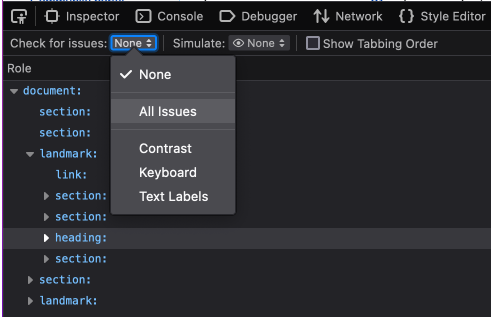 Inspector Console Debugger Network {} Style Editor
Check for issues: None Simulate: None Show Tabbing Order
Role
None
document:
section:
All Issues
section:
landmark:
Contrast
link:
Keyboard
section:
Text Labels
section:
heading:
section:
section:
landmark: